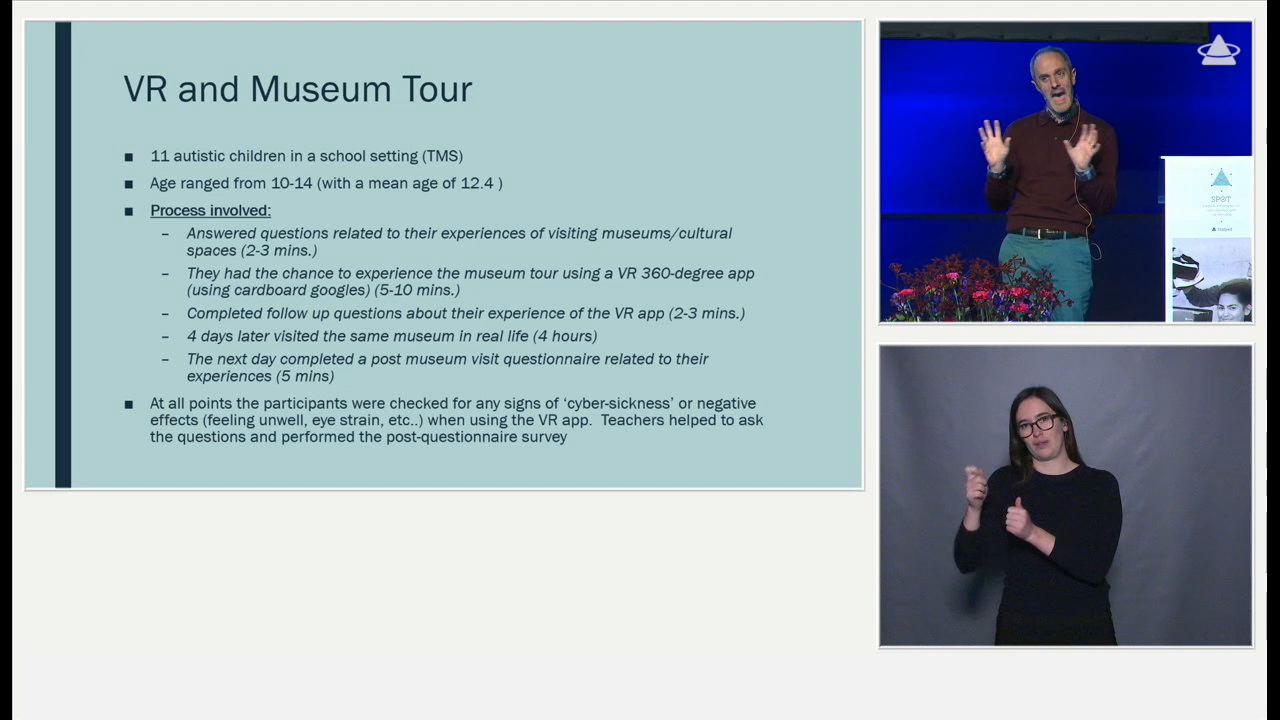 VR and Museum Tour
11 autistic children in a school setting (TMS)
Age ranged from 10-14 (with a mean age of 12.4 )
Process involved:
– Answered questions related to their experiences of visiting museums/cultural
spaces (2-3 mins.)
– They had the chance to experience the museum tour using a VR 360-degree app
(using cardboard googles) (5-10 mins.)
– Completed follow up questions about their experience of the VR app (2-3 mins.)
– 4 days later visited the same museum in real life (4 hours)
– The next day completed a post museum visit questionnaire related to their
experiences (5 mins)
At all points the participants were checked for any signs of ‘cyber-sickness’ or negative
effects (feeling unwell, eye strain, etc..) when using the VR app.  Teachers helped to ask
the questions and performed the post-questionnaire survey
SPOT